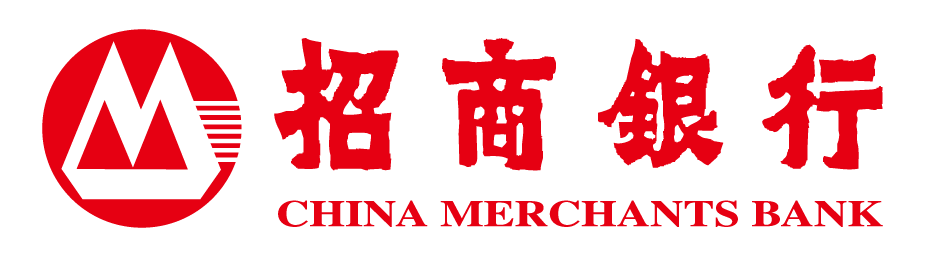 招商银行
CHINA MERCHANTS BANK